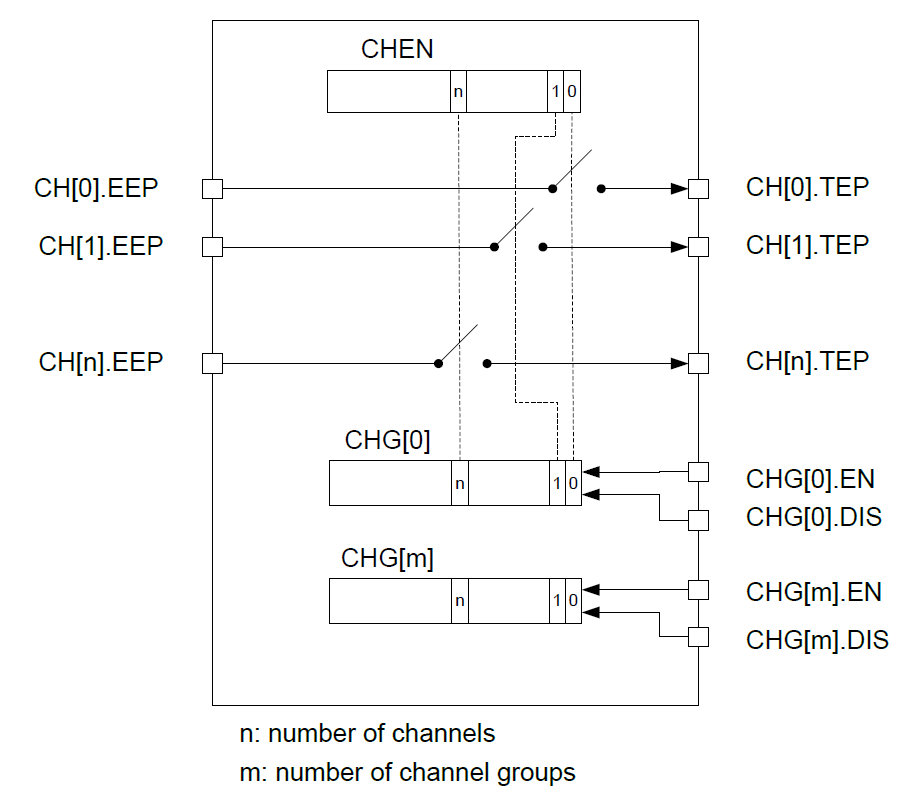 CHEN
n 1 0
CH[0].EEP CH[0].TEP
CH[1].EEP CH[1].TEP
CH[n].EEP CH[n].TEP
CHG[0]
n 1 0
CHG[0].EN
CHG[0].DIS
CHG[m]
n 1 0
CHG[m].EN
CHG[m].DIS
n: number of channels
m: number of channel groups